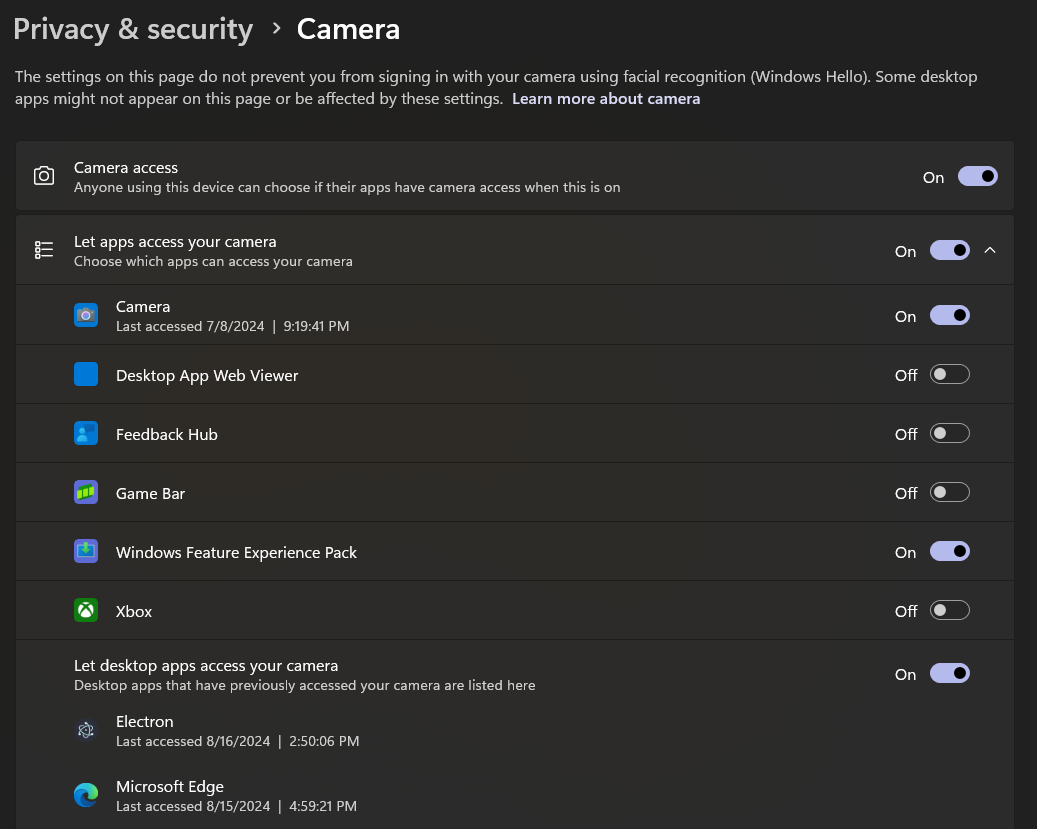 Privacy & security > Camera
The settings on this page do not prevent you from signing in with your camera using facial recognition (Windows Hello). Some desktop
apps might not appear on this page or be affected by these settings. Learn more about camera
Camera access
Anyone using this device can choose if their apps have camera access when this is on
On
Let apps access your camera
Choose which apps can access your camera
On
Camera
Last accessed 7/8/2024 | 9:19:41 PM
On
Desktop App Web Viewer
Off
Feedback Hub
Off
Game Bar
Off
Windows Feature Experience Pack
On
Xbox
Off
Let desktop apps access your camera
Desktop apps that have previously accessed your camera are listed here
On
Electron
Last accessed 8/16/2024 | 2:50:06 PM
Microsoft Edge
Last accessed 8/15/2024 | 4:59:21 PM